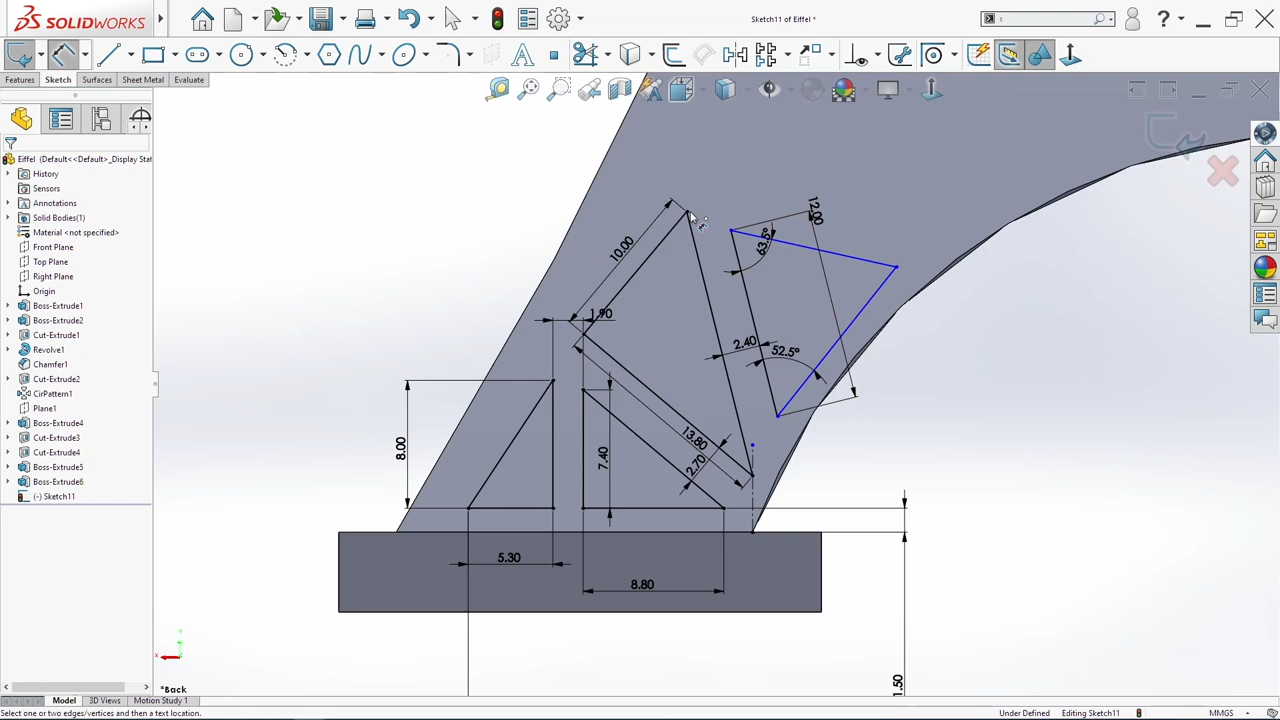 SOLIDWORKS
Sketch11 of Eiffel *
s
?
Features
Sketch
Surfaces
Sheet Metal
Evaluate
Eiffel (Default<<Default>_Display Stat
History
Sensors
Annotations
Solid Bodies(1)
Material <not specified>
Front Plane
Top Plane
Right Plane
Origin
Boss-Extrude1
Boss-Extrude2
Cut-Extrude1
Revolve1
Chamfer1
Cut-Extrude2
CirPattern1
Plane1
Boss-Extrude4
Cut-Extrude3
Cut-Extrude4
Boss-Extrude5
Boss-Extrude6
(-) Sketch11
12.00
63.5°
10.00
1.90
2.40
52.5°
8.00
7.40
13.80
2.70
5.30
8.80
1.50
Y
X
*Back
Model
3D Views
Motion Study 1
Select one or two edges/vertices and then a text location.
Under Defined
Editing Sketch11
MMGS